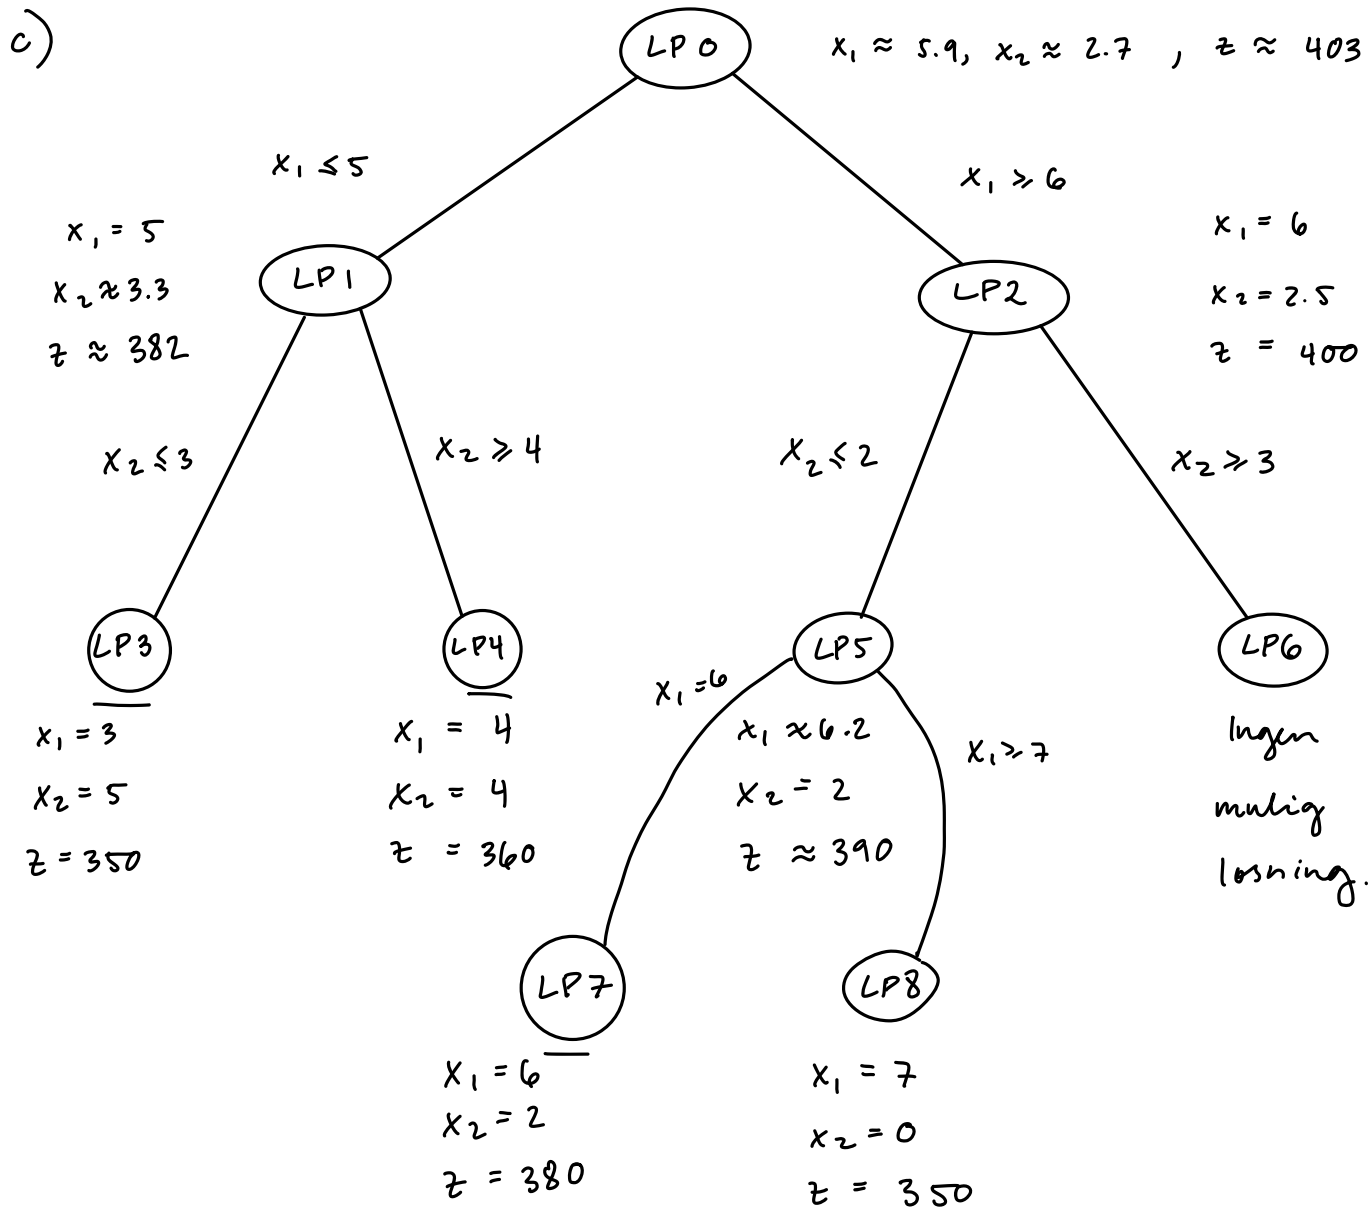 c)
LP 0
x₁ ≈ 5.9, x₂ ≈ 2.7 , z ≈ 403
x₁ ≤ 5
x₁ ≥ 6
x₁ = 5
x₂ ≈ 3.3
z ≈ 382
LP1
LP2
x₁ = 6
x₂ = 2.5
z = 400
x₂ ≤ 3
x₂ ≥ 4
x₂ ≤ 2
x₂ ≥ 3
LP3
x₁ = 3
x₂ = 5
z = 350
LP4
x₁ = 4
x₂ = 4
z = 360
LP5
x₁ ≈ 6.2
x₂ = 2
z ≈ 390
LP6
Ingen
mulig
løsning.
x₁ = 6
x₁ ≥ 7
LP7
x₁ = 6
x₂ = 2
z = 380
LP8
x₁ = 7
x₂ = 0
z = 350